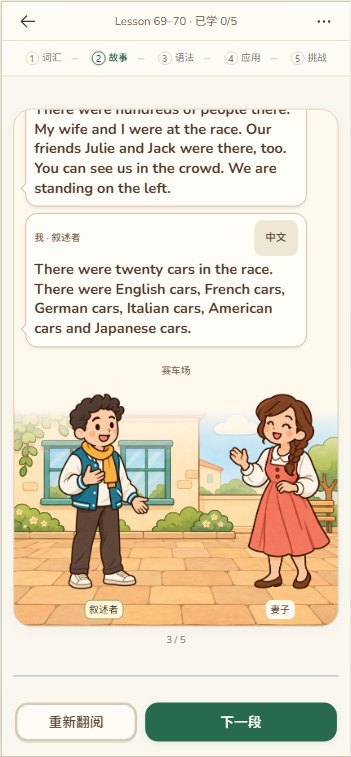 Lesson 69–70 · 已学 0/5
1 词汇 – 2 故事 – 3 语法 – 4 应用 – 5 挑战
There were hundreds of people there.
My wife and I were at the race. Our
friends Julie and Jack were there, too.
You can see us in the crowd. We are
standing on the left.
我 · 叙述者
中文
There were twenty cars in the race.
There were English cars, French cars,
German cars, Italian cars, American
cars and Japanese cars.
赛车场
叙述者
妻子
3 / 5
重新翻阅
下一段